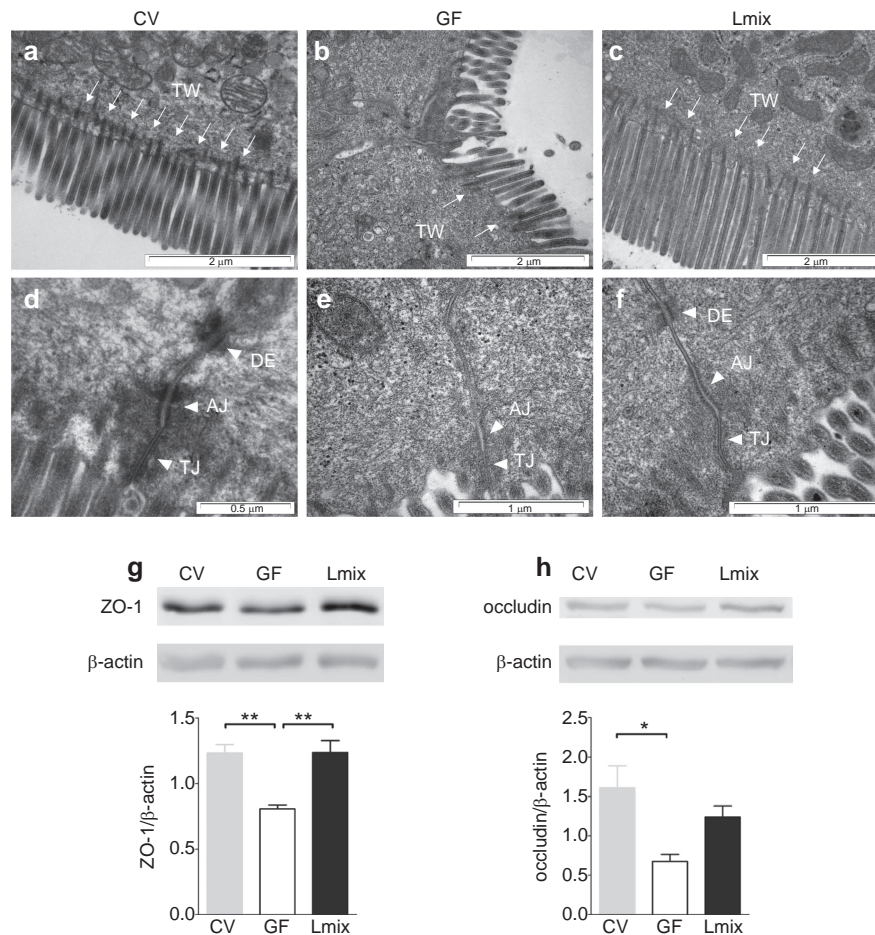 CV GF Lmix
a b c
TW TW TW
2 μm 2 μm 2 μm
d e f
DE DE
AJ AJ AJ
TJ TJ TJ
0.5 μm 1 μm 1 μm
g h
CV GF Lmix CV GF Lmix
ZO-1 occludin
β-actin β-actin
1.5
1.0
0.5
0.0
ZO-1/β-actin
** **
CV GF Lmix
2.5
2.0
1.5
1.0
0.5
0.0
occludin/β-actin
*
CV GF Lmix